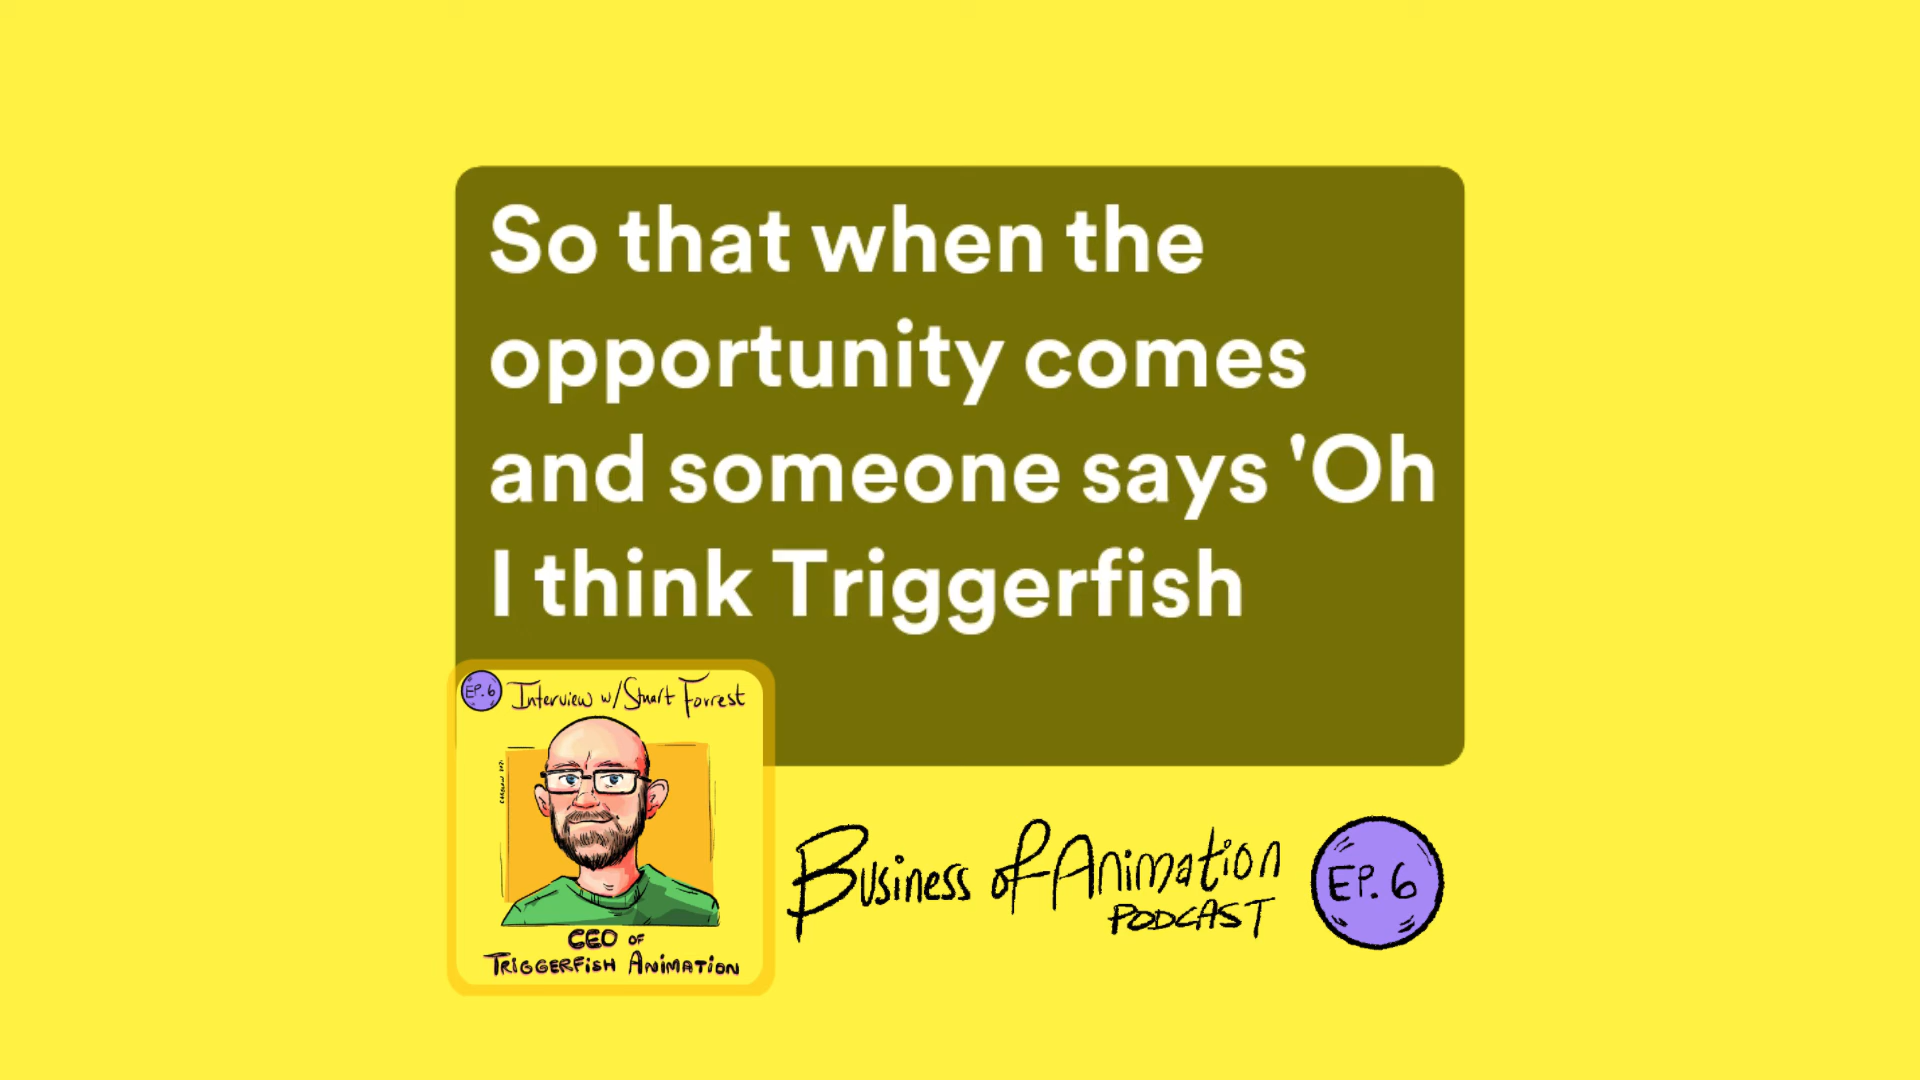 So that when the
opportunity comes
and someone says 'Oh
I think Triggerfish
EP. 6 Interview w/ Stuart Forrest
CEO OF
TRIGGERFISH ANIMATION
Business of Animation
PODCAST
EP. 6